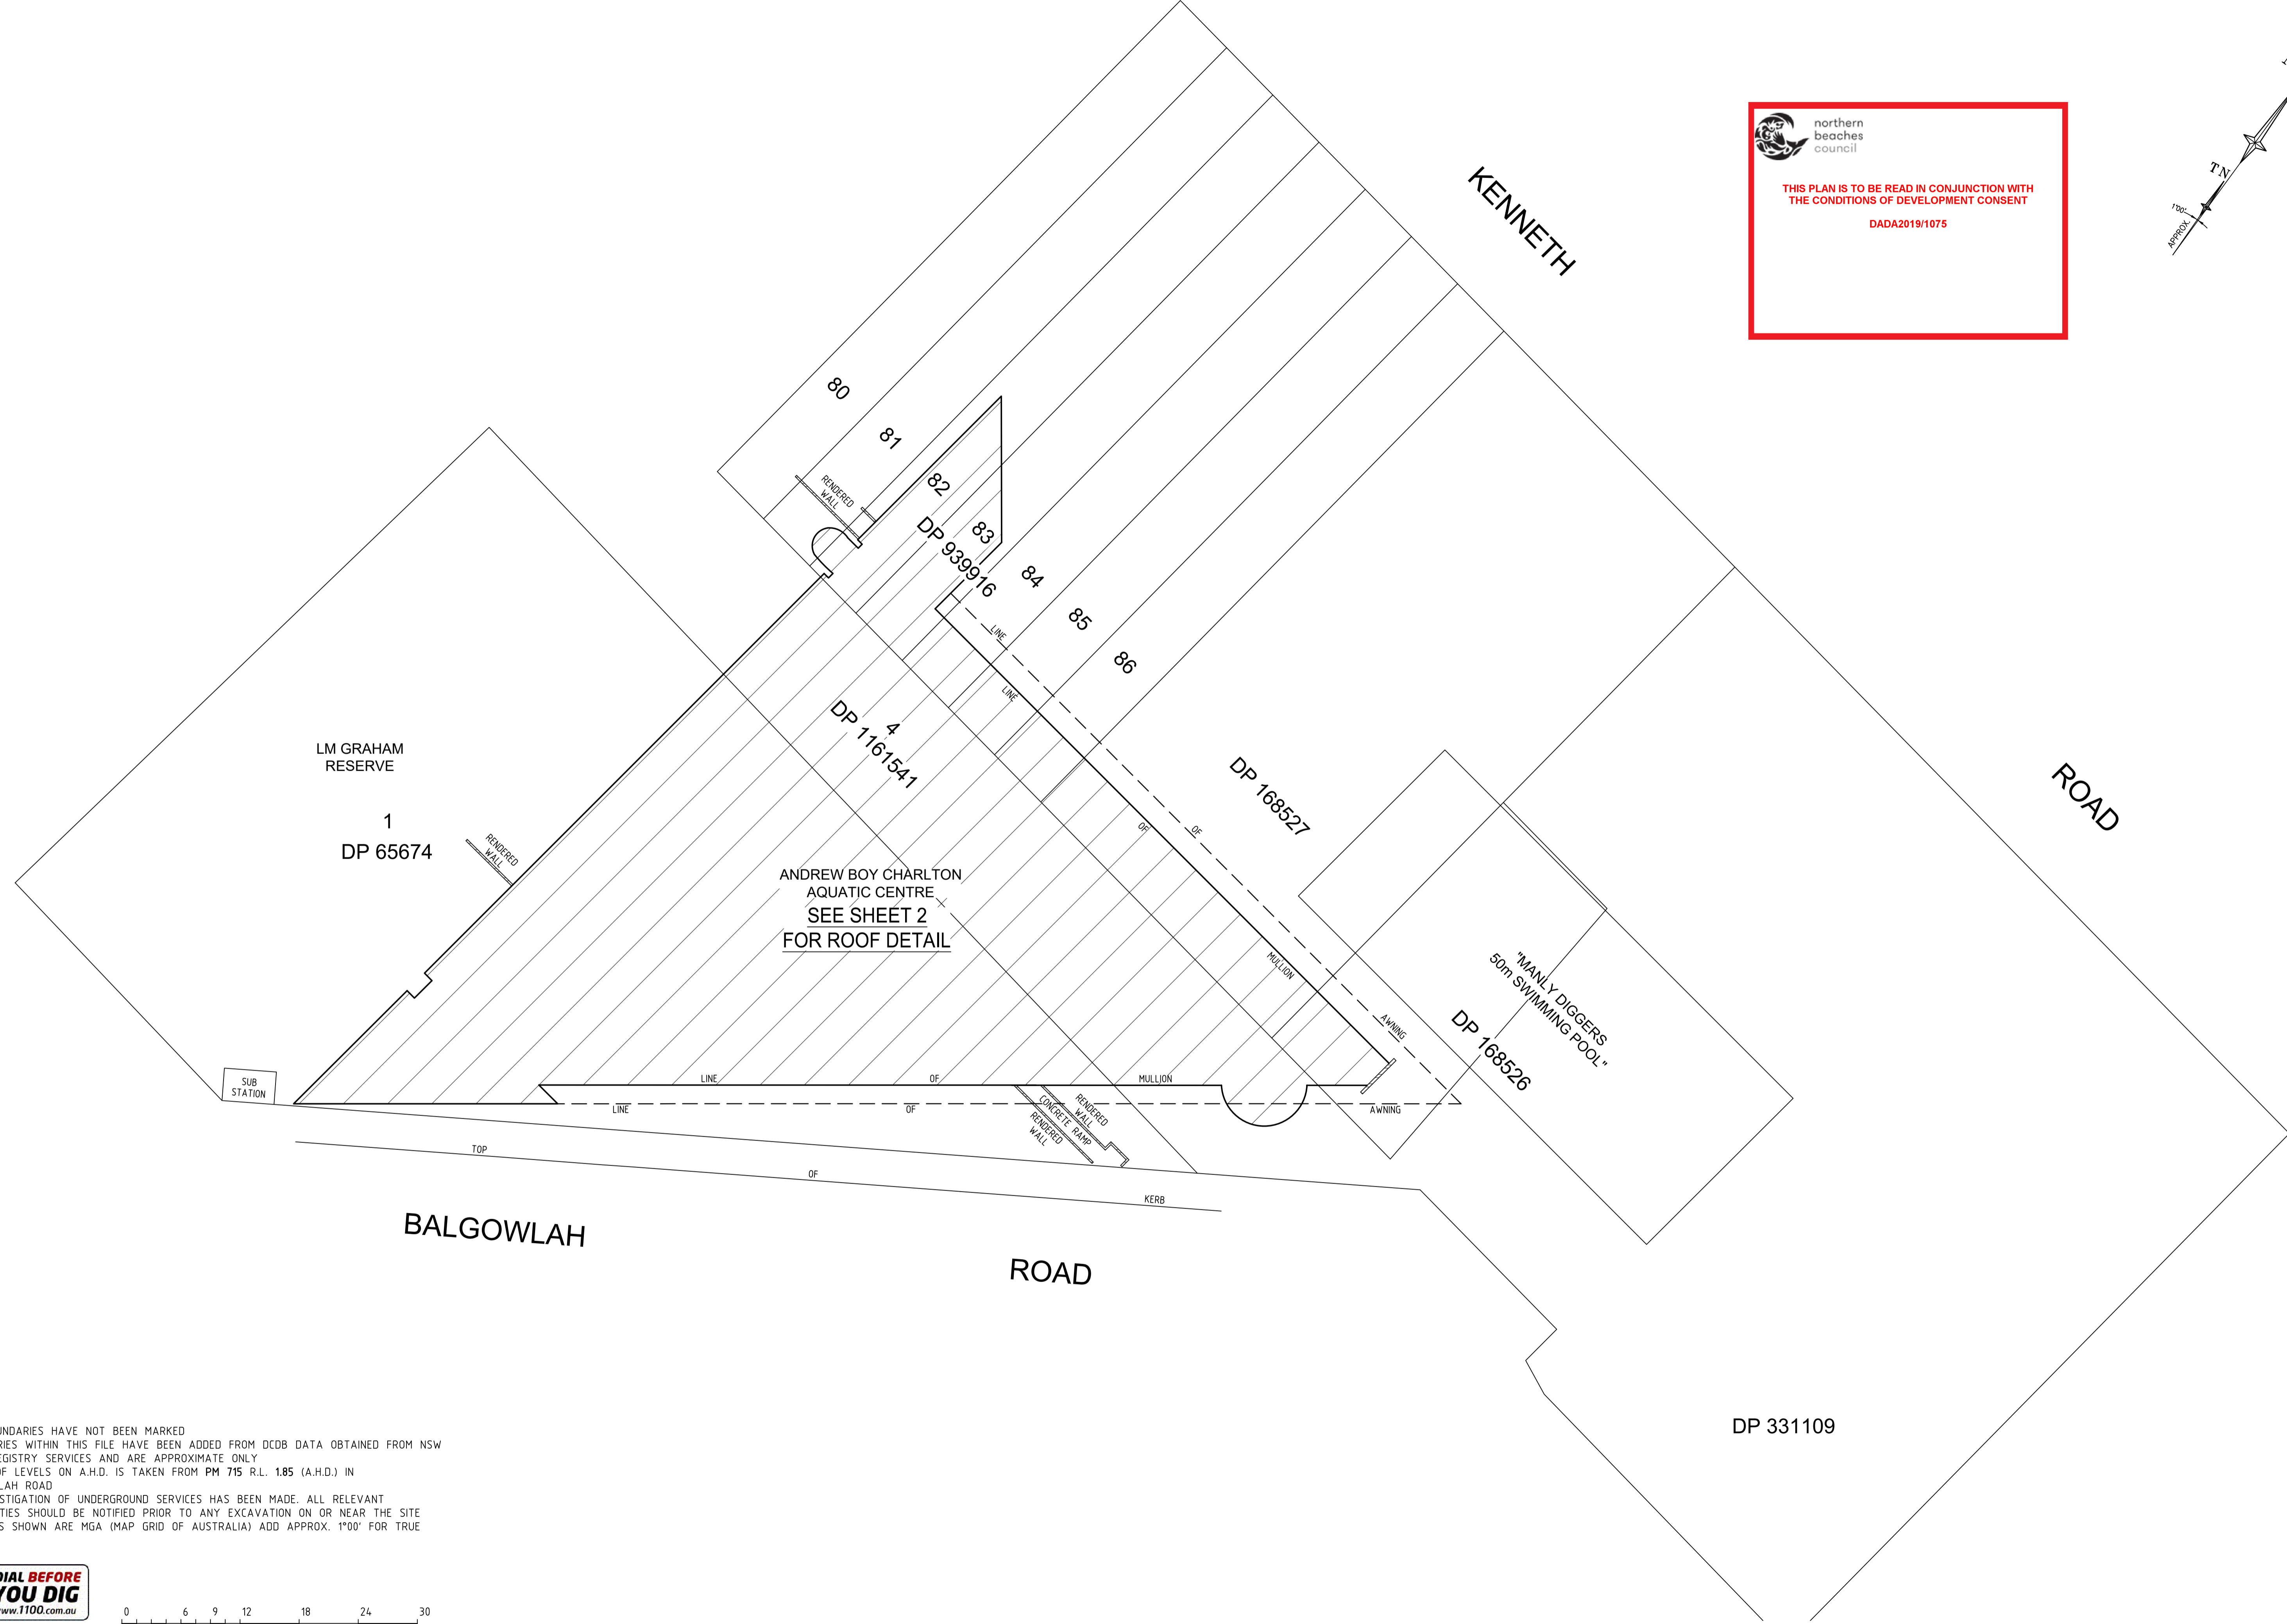 KENNETH
northern
beaches
council
THIS PLAN IS TO BE READ IN CONJUNCTION WITH
THE CONDITIONS OF DEVELOPMENT CONSENT
DADA2019/1075
TN
1°00'
APPROX.
80
81
82
83
84
85
86
RENDERED
WALL
DP 939916
LINE
LINE
4
DP 1161541
LM GRAHAM
RESERVE
1
DP 65674
RENDERED
WALL
DP 168527
ROAD
OF
OF
ANDREW BOY CHARLTON
AQUATIC CENTRE
SEE SHEET 2
FOR ROOF DETAIL
MULLION
AWNING
"MANLY DIGGERS
50m SWIMMING POOL"
DP 168526
SUB
STATION
LINE
OF
MULLION
LINE
OF
AWNING
RENDERED
WALL
CONCRETE RAMP
RENDERED
WALL
TOP
OF
KERB
BALGOWLAH
ROAD
DP 331109
HAVE NOT BEEN MARKED
WITHIN THIS FILE HAVE BEEN ADDED FROM DCDB DATA OBTAINED FROM NSW
SERVICES AND ARE APPROXIMATE ONLY
LEVELS ON A.H.D. IS TAKEN FROM PM 715 R.L. 1.85 (A.H.D.) IN
ROAD
OF UNDERGROUND SERVICES HAS BEEN MADE. ALL RELEVANT
SHOULD BE NOTIFIED PRIOR TO ANY EXCAVATION ON OR NEAR THE SITE
SHOWN ARE MGA (MAP GRID OF AUSTRALIA) ADD APPROX. 1°00' FOR TRUE
DIAL BEFORE
YOU DIG
www.1100.com.au
0 6 9 12 18 24 30